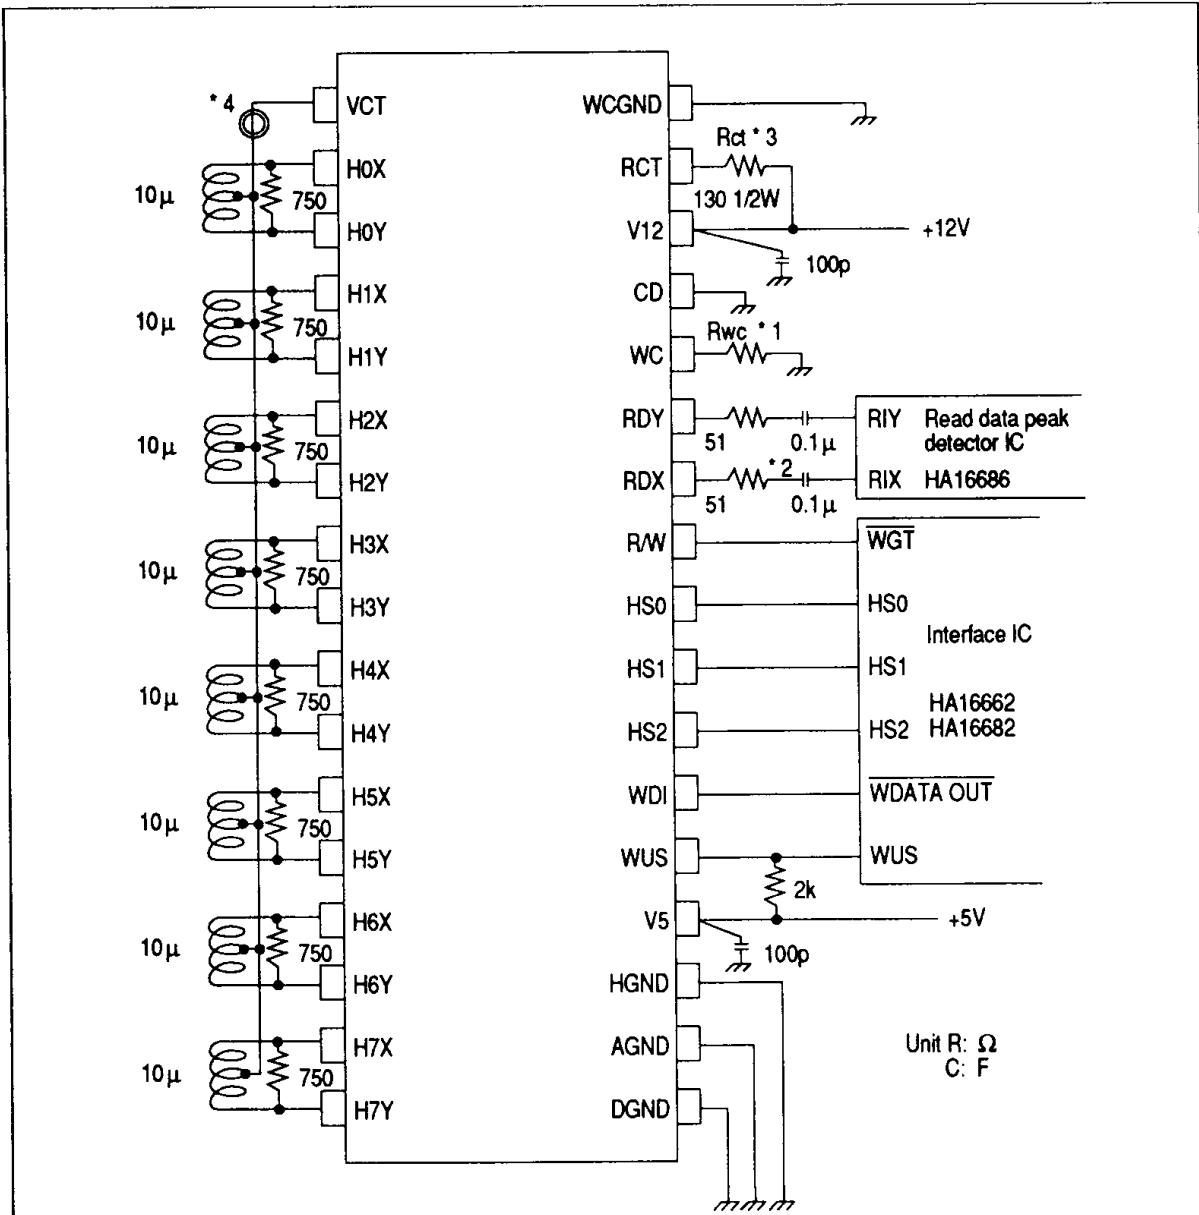 * 4
VCT
WCGND
Rct * 3
H0X
RCT
10μ
750
130 1/2W
H0Y
V12
+12V
100p
H1X
CD
10μ
750
Rwc * 1
H1Y
WC
H2X
RDY
RIY Read data peak
10μ
51
0.1μ
detector IC
750
* 2
H2Y
RDX
RIX HA16686
51
0.1μ
H3X
R/W
WGT
10μ
750
H3Y
HS0
HS0
Interface IC
H4X
HS1
HS1
10μ
750
HA16662
H4Y
HS2
HS2 HA16682
H5X
WDI
WDATA OUT
10μ
750
H5Y
WUS
WUS
2k
H6X
V5
+5V
10μ
750
100p
H6Y
HGND
H7X
AGND
Unit R: Ω
10μ
750
C: F
H7Y
DGND